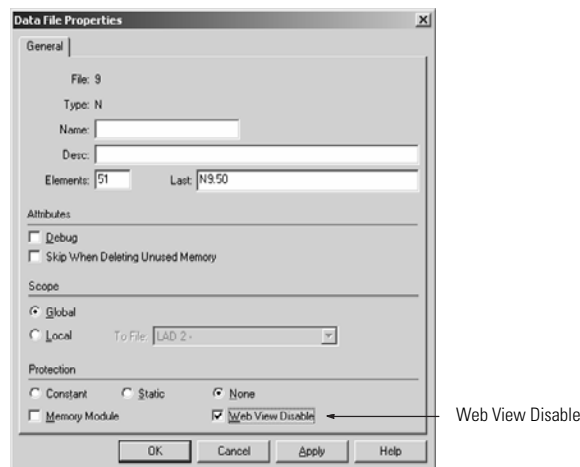 Data File Properties
General
File: 9
Type: N
Name:
Desc:
Elements: 51 Last: N9:50
Attributes
Debug
Skip When Deleting Unused Memory
Scope
Global
Local To File: LAD 2 -
Protection
Constant Static None
Memory Module Web View Disable
Web View Disable
OK Cancel Apply Help